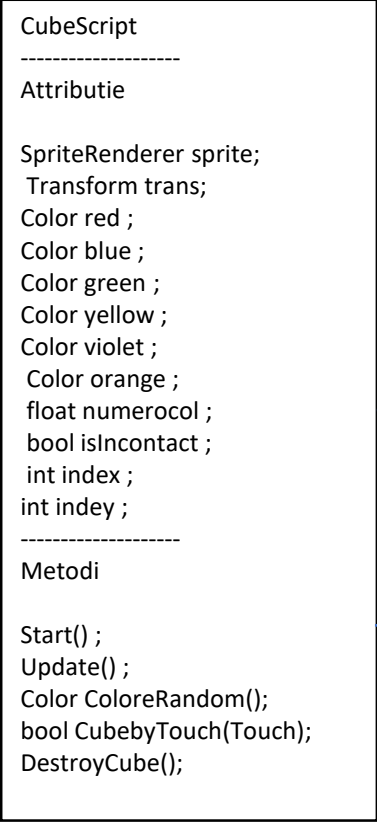 CubeScript
--------------------
Attributie
SpriteRenderer sprite;
Transform trans;
Color red ;
Color blue ;
Color green ;
Color yellow ;
Color violet ;
Color orange ;
float numerocol ;
bool isIncontact ;
int index ;
int indey ;
--------------------
Metodi
Start() ;
Update() ;
Color ColoreRandom();
bool CubebyTouch(Touch);
DestroyCube();